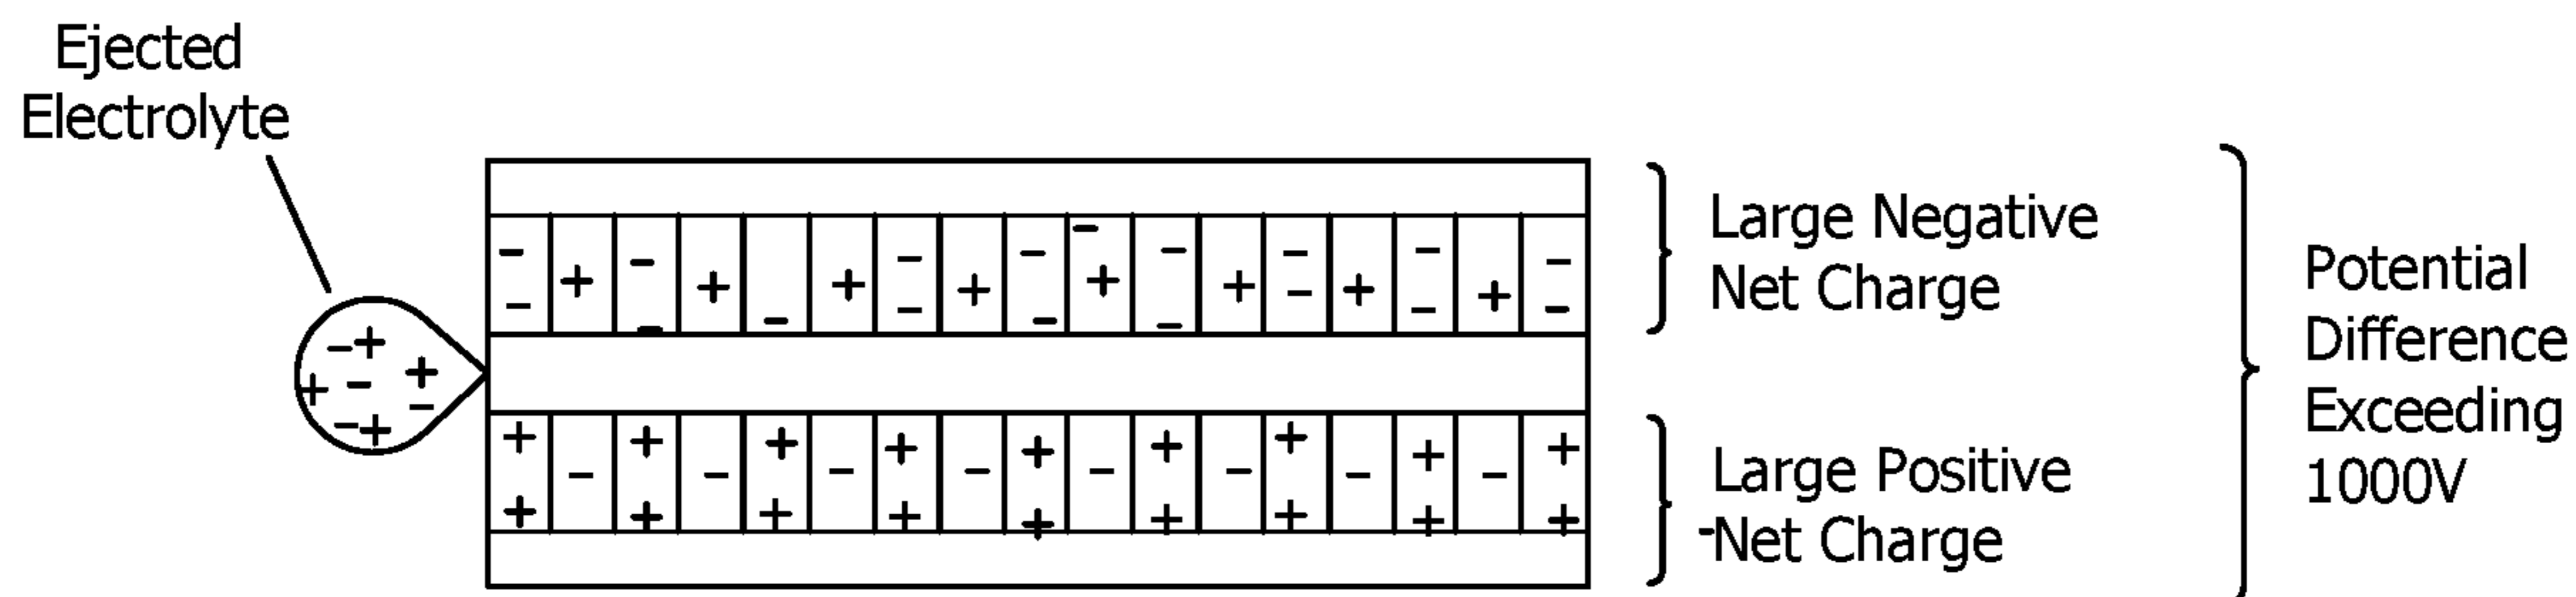 Ejected
Electrolyte
Large Negative
Net Charge
Large Positive
Net Charge
Potential
Difference
Exceeding
1000V